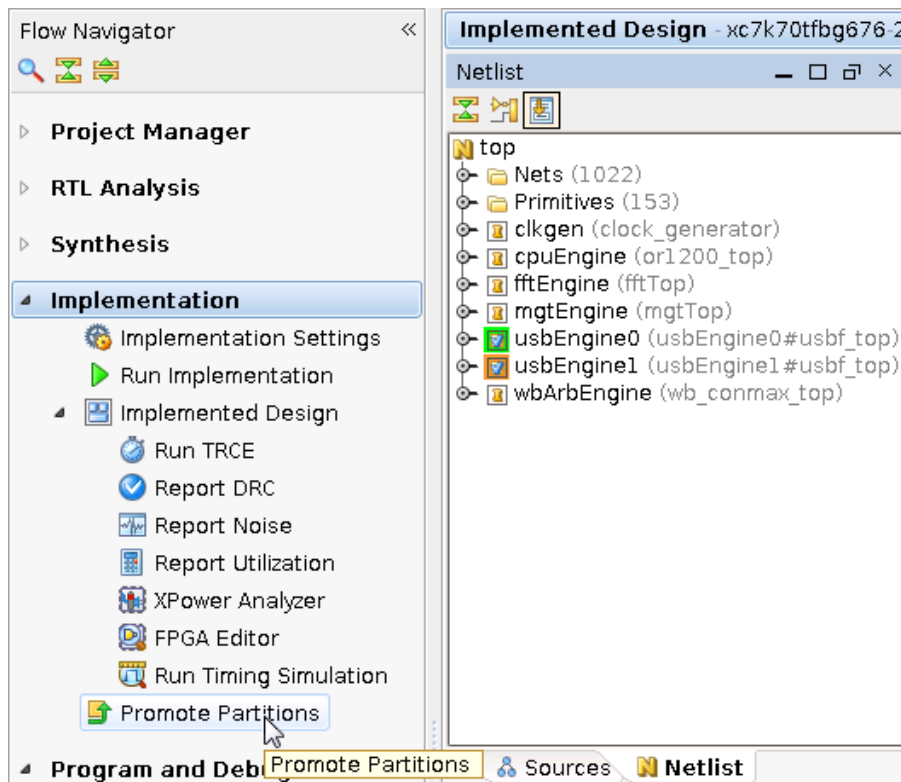 Flow Navigator
Project Manager
RTL Analysis
Synthesis
Implementation
Implementation Settings
Run Implementation
Implemented Design
Run TRCE
Report DRC
Report Noise
Report Utilization
XPower Analyzer
FPGA Editor
Run Timing Simulation
Promote Partitions
Program and Deb
Promote Partitions
Implemented Design - xc7k70tfbg676-2
Netlist
top
Nets (1022)
Primitives (153)
clkgen (clock_generator)
cpuEngine (or1200_top)
fftEngine (fftTop)
mgtEngine (mgtTop)
usbEngine0 (usbEngine0#usbf_top)
usbEngine1 (usbEngine1#usbf_top)
wbArbEngine (wb_conmax_top)
Sources
Netlist